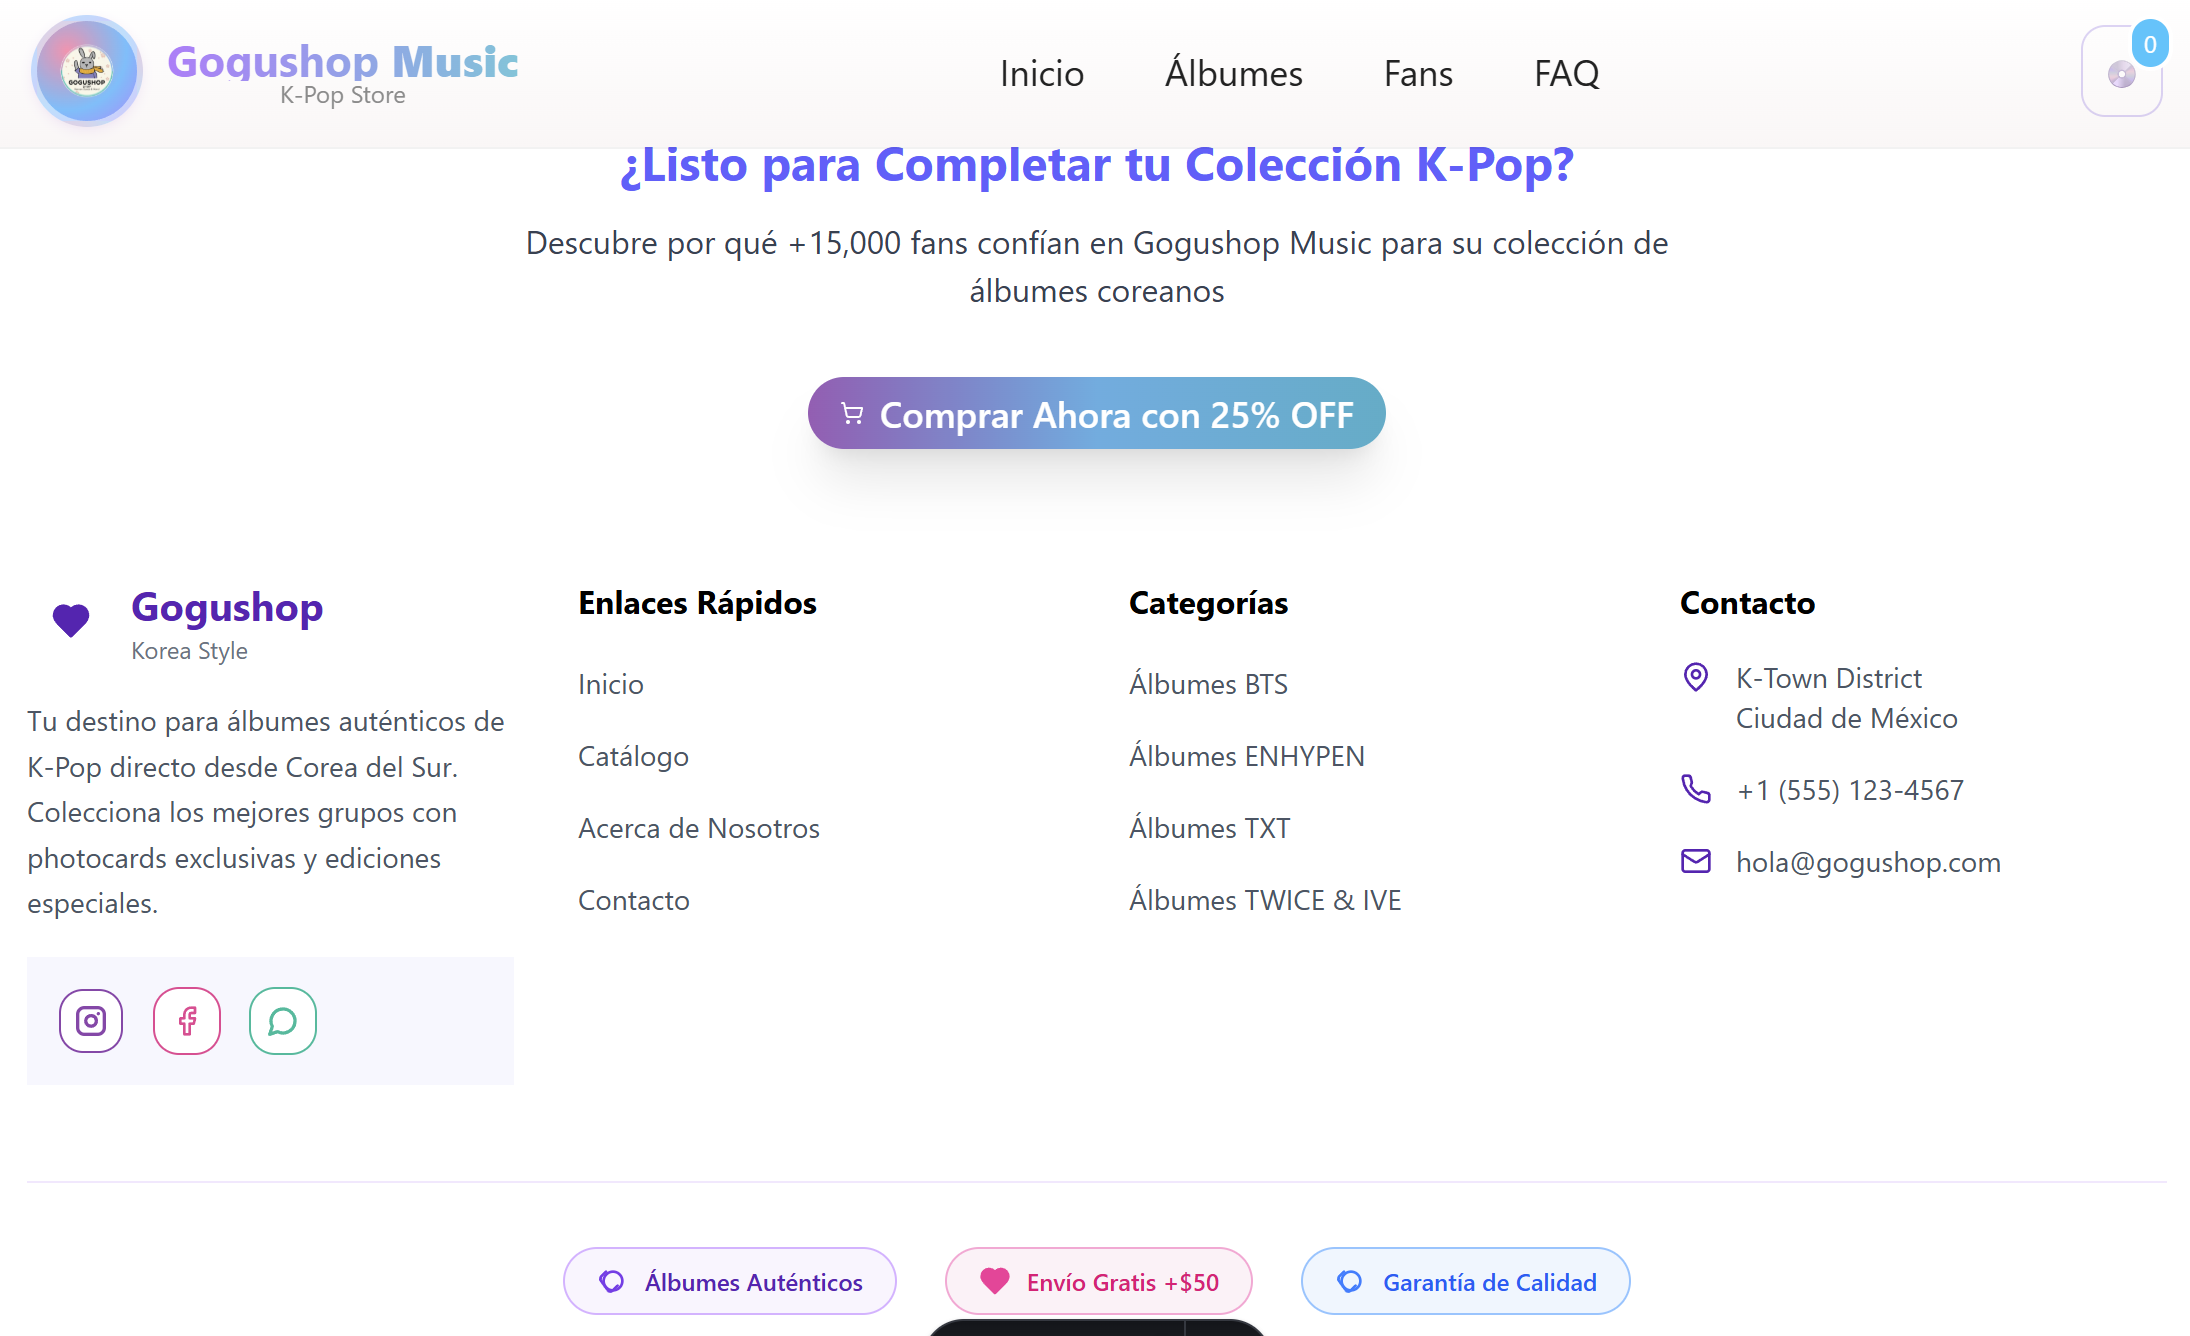 GOGUSHOP
Gogushop Music
K-Pop Store
Inicio
Álbumes
Fans
FAQ
0
¿Listo para Completar tu Colección K-Pop?
Descubre por qué +15,000 fans confían en Gogushop Music para su colección de
álbumes coreanos
Comprar Ahora con 25% OFF
Gogushop
Korea Style
Tu destino para álbumes auténticos de
K-Pop directo desde Corea del Sur.
Colecciona los mejores grupos con
photocards exclusivas y ediciones
especiales.
Enlaces Rápidos
Inicio
Catálogo
Acerca de Nosotros
Contacto
Categorías
Álbumes BTS
Álbumes ENHYPEN
Álbumes TXT
Álbumes TWICE & IVE
Contacto
K-Town District
Ciudad de México
+1 (555) 123-4567
hola@gogushop.com
Álbumes Auténticos
Envío Gratis +$50
Garantía de Calidad